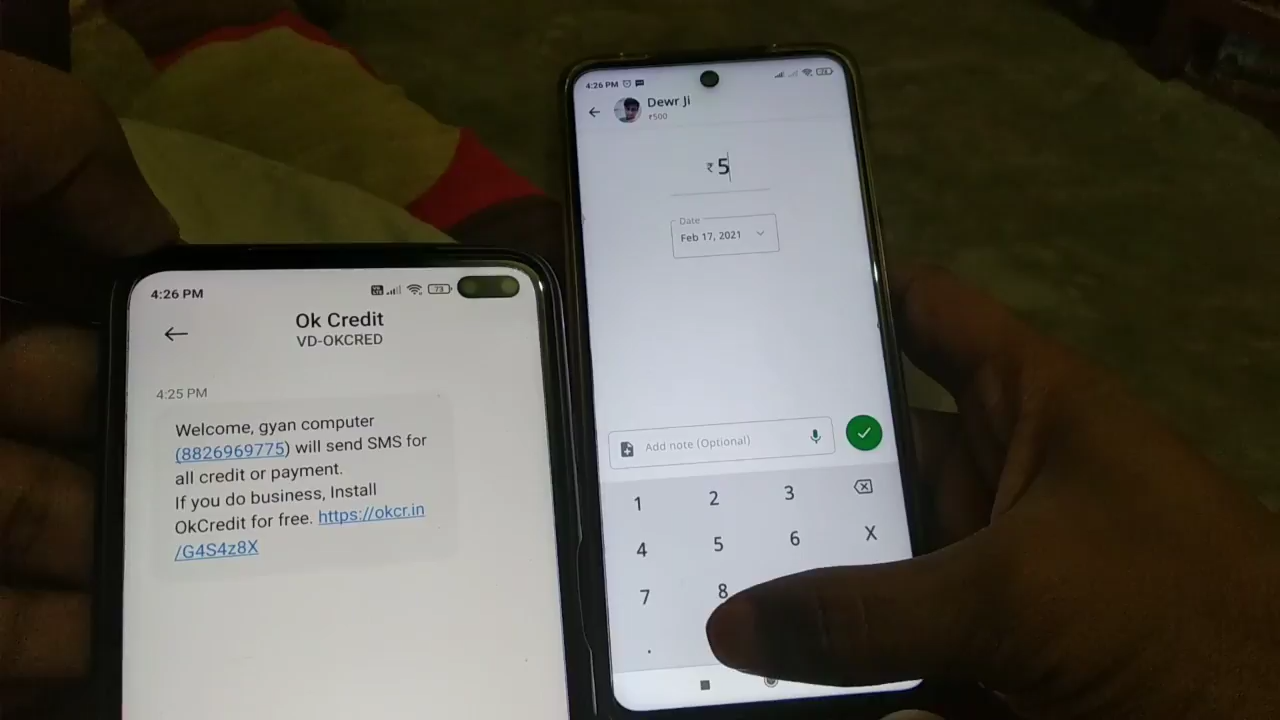 4:26 PM
73
Ok Credit
VD-OKCRED
4:25 PM
Welcome, gyan computer
(8826969775) will send SMS for
all credit or payment.
If you do business, Install
OkCredit for free. https://okcr.in
/G4S4z8X
4:26 PM
Dewr Ji
₹500
₹ 5
Date
Feb 17, 2021
Add note (Optional)
1 2 3
4 5 6 X
7 8
.